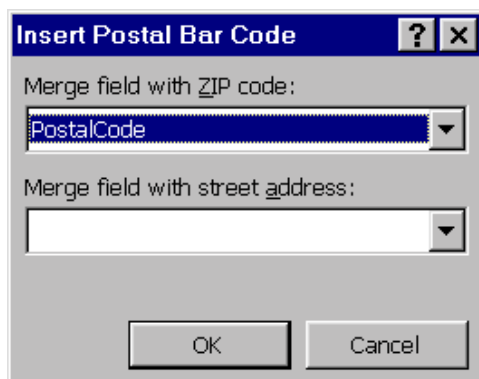 Insert Postal Bar Code
Merge field with ZIP code:
PostalCode
Merge field with street address:
OK Cancel